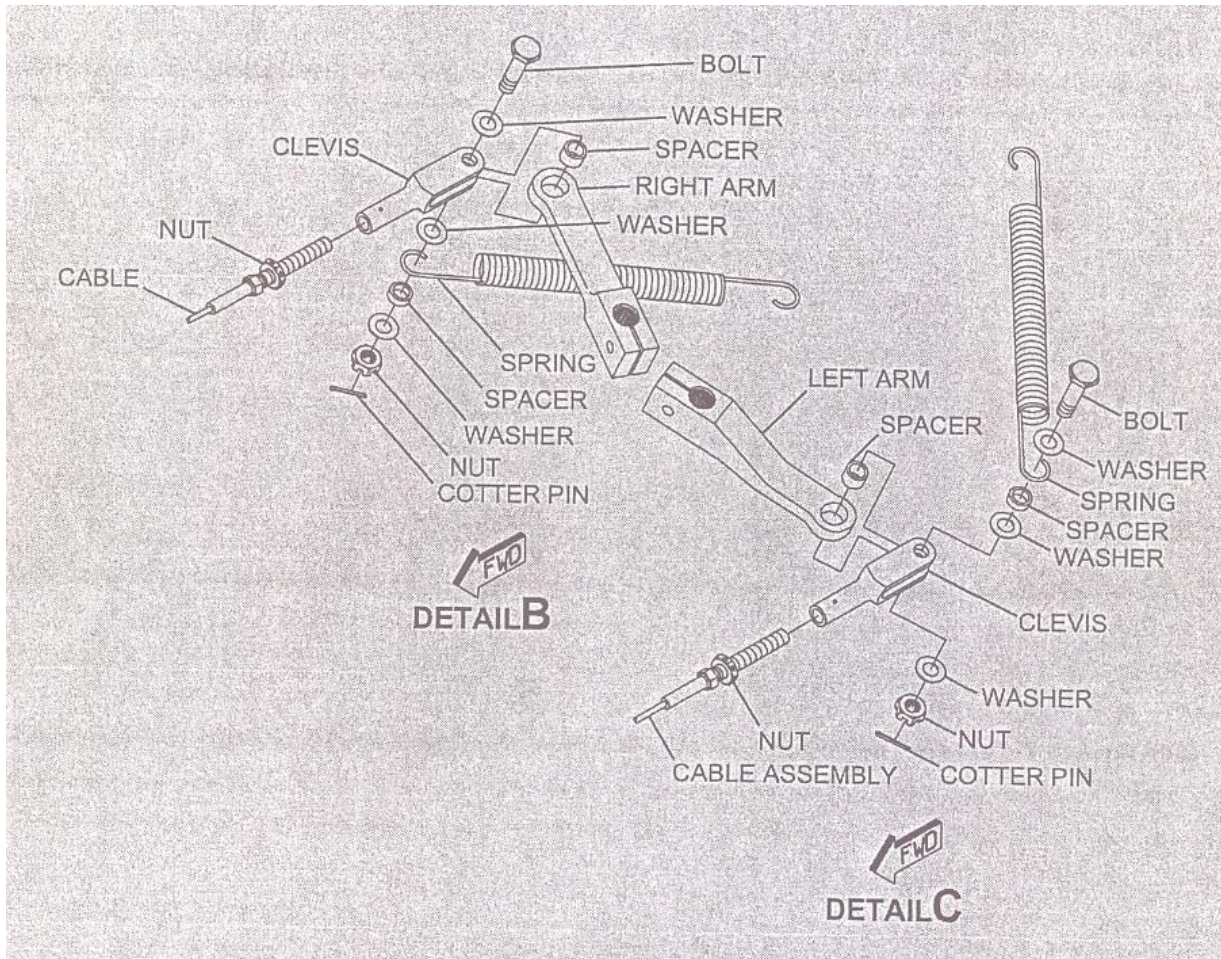 BOLT
WASHER
CLEVIS
SPACER
RIGHT ARM
NUT
WASHER
CABLE
SPRING
SPACER
WASHER
NUT
COTTER PIN
FWD
DETAIL B
LEFT ARM
SPACER
BOLT
WASHER
SPRING
SPACER
WASHER
CLEVIS
WASHER
NUT
NUT
CABLE ASSEMBLY
COTTER PIN
FWD
DETAIL C